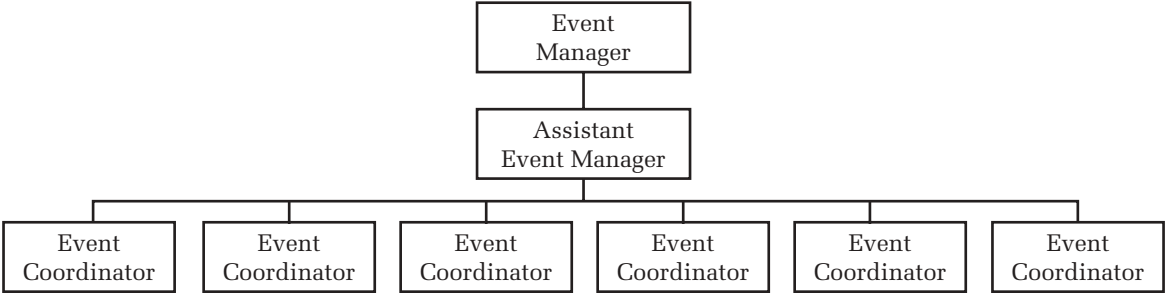 Event
Manager
Assistant
Event Manager
Event
Coordinator
Event
Coordinator
Event
Coordinator
Event
Coordinator
Event
Coordinator
Event
Coordinator